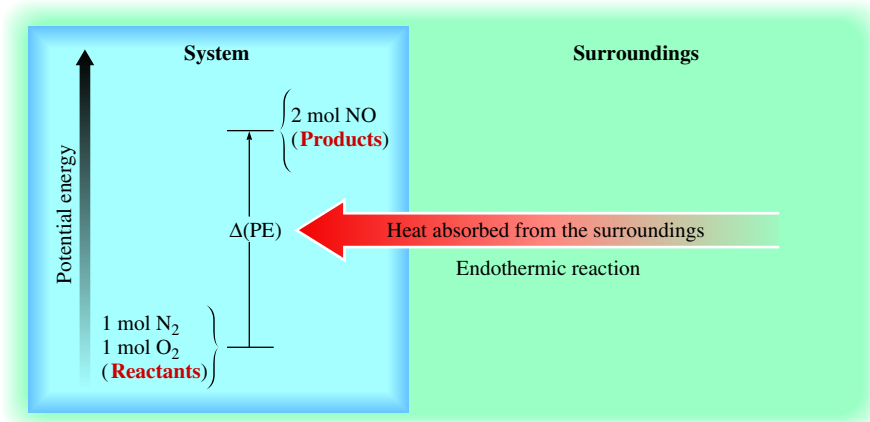 System
Surroundings
Potential energy
2 mol NO
(Products)
Δ(PE)
Heat absorbed from the surroundings
Endothermic reaction
1 mol N₂
1 mol O₂
(Reactants)